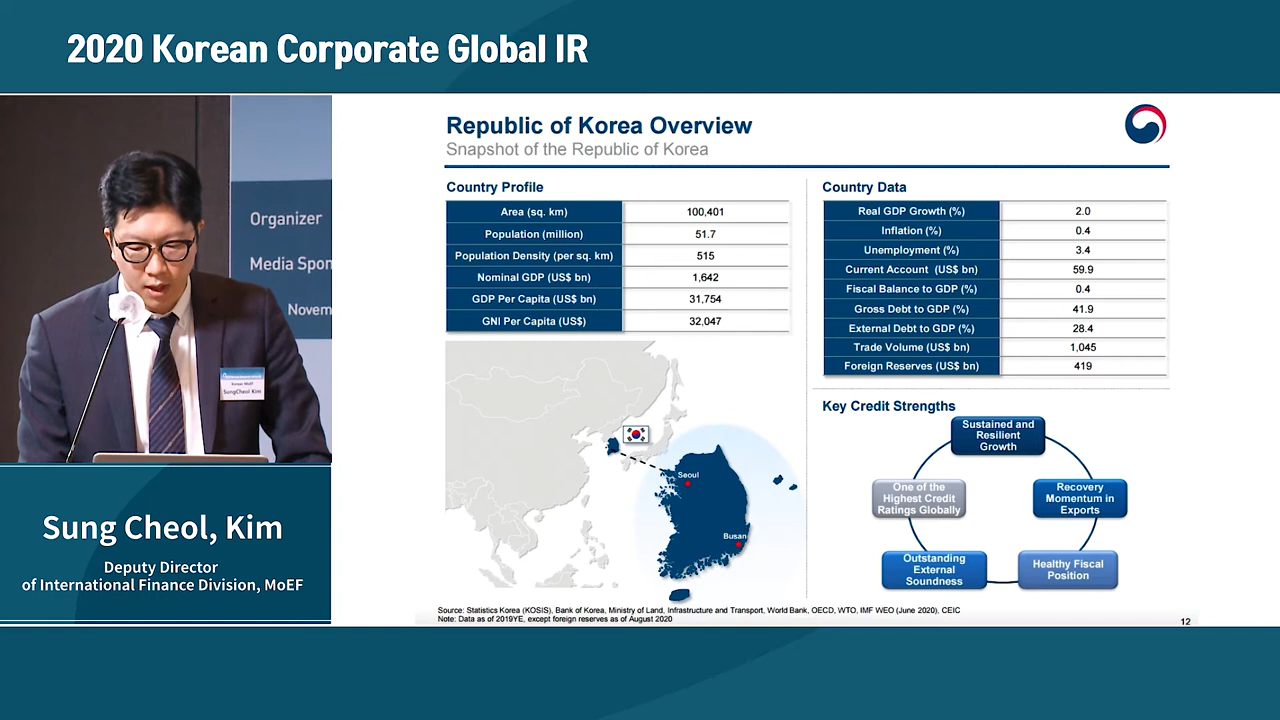 2020 Korean Corporate Global IR
Organizer
Media Spon
Novem
Korean MoEF
SungCheol Kim
Sung Cheol, Kim
Deputy Director
of International Finance Division, MoEF
Republic of Korea Overview
Snapshot of the Republic of Korea
Country Profile
Area (sq. km) 100,401
Population (million) 51.7
Population Density (per sq. km) 515
Nominal GDP (US$ bn) 1,642
GDP Per Capita (US$ bn) 31,754
GNI Per Capita (US$) 32,047
Seoul
Busan
Country Data
Real GDP Growth (%) 2.0
Inflation (%) 0.4
Unemployment (%) 3.4
Current Account (US$ bn) 59.9
Fiscal Balance to GDP (%) 0.4
Gross Debt to GDP (%) 41.9
External Debt to GDP (%) 28.4
Trade Volume (US$ bn) 1,045
Foreign Reserves (US$ bn) 419
Key Credit Strengths
Sustained and
Resilient
Growth
One of the
Highest Credit
Ratings Globally
Recovery
Momentum in
Exports
Outstanding
External
Soundness
Healthy Fiscal
Position
Source: Statistics Korea (KOSIS), Bank of Korea, Ministry of Land, Infrastructure and Transport, World Bank, OECD, WTO, IMF WEO (June 2020), CEIC
Note: Data as of 2019YE, except foreign reserves as of August 2020
12